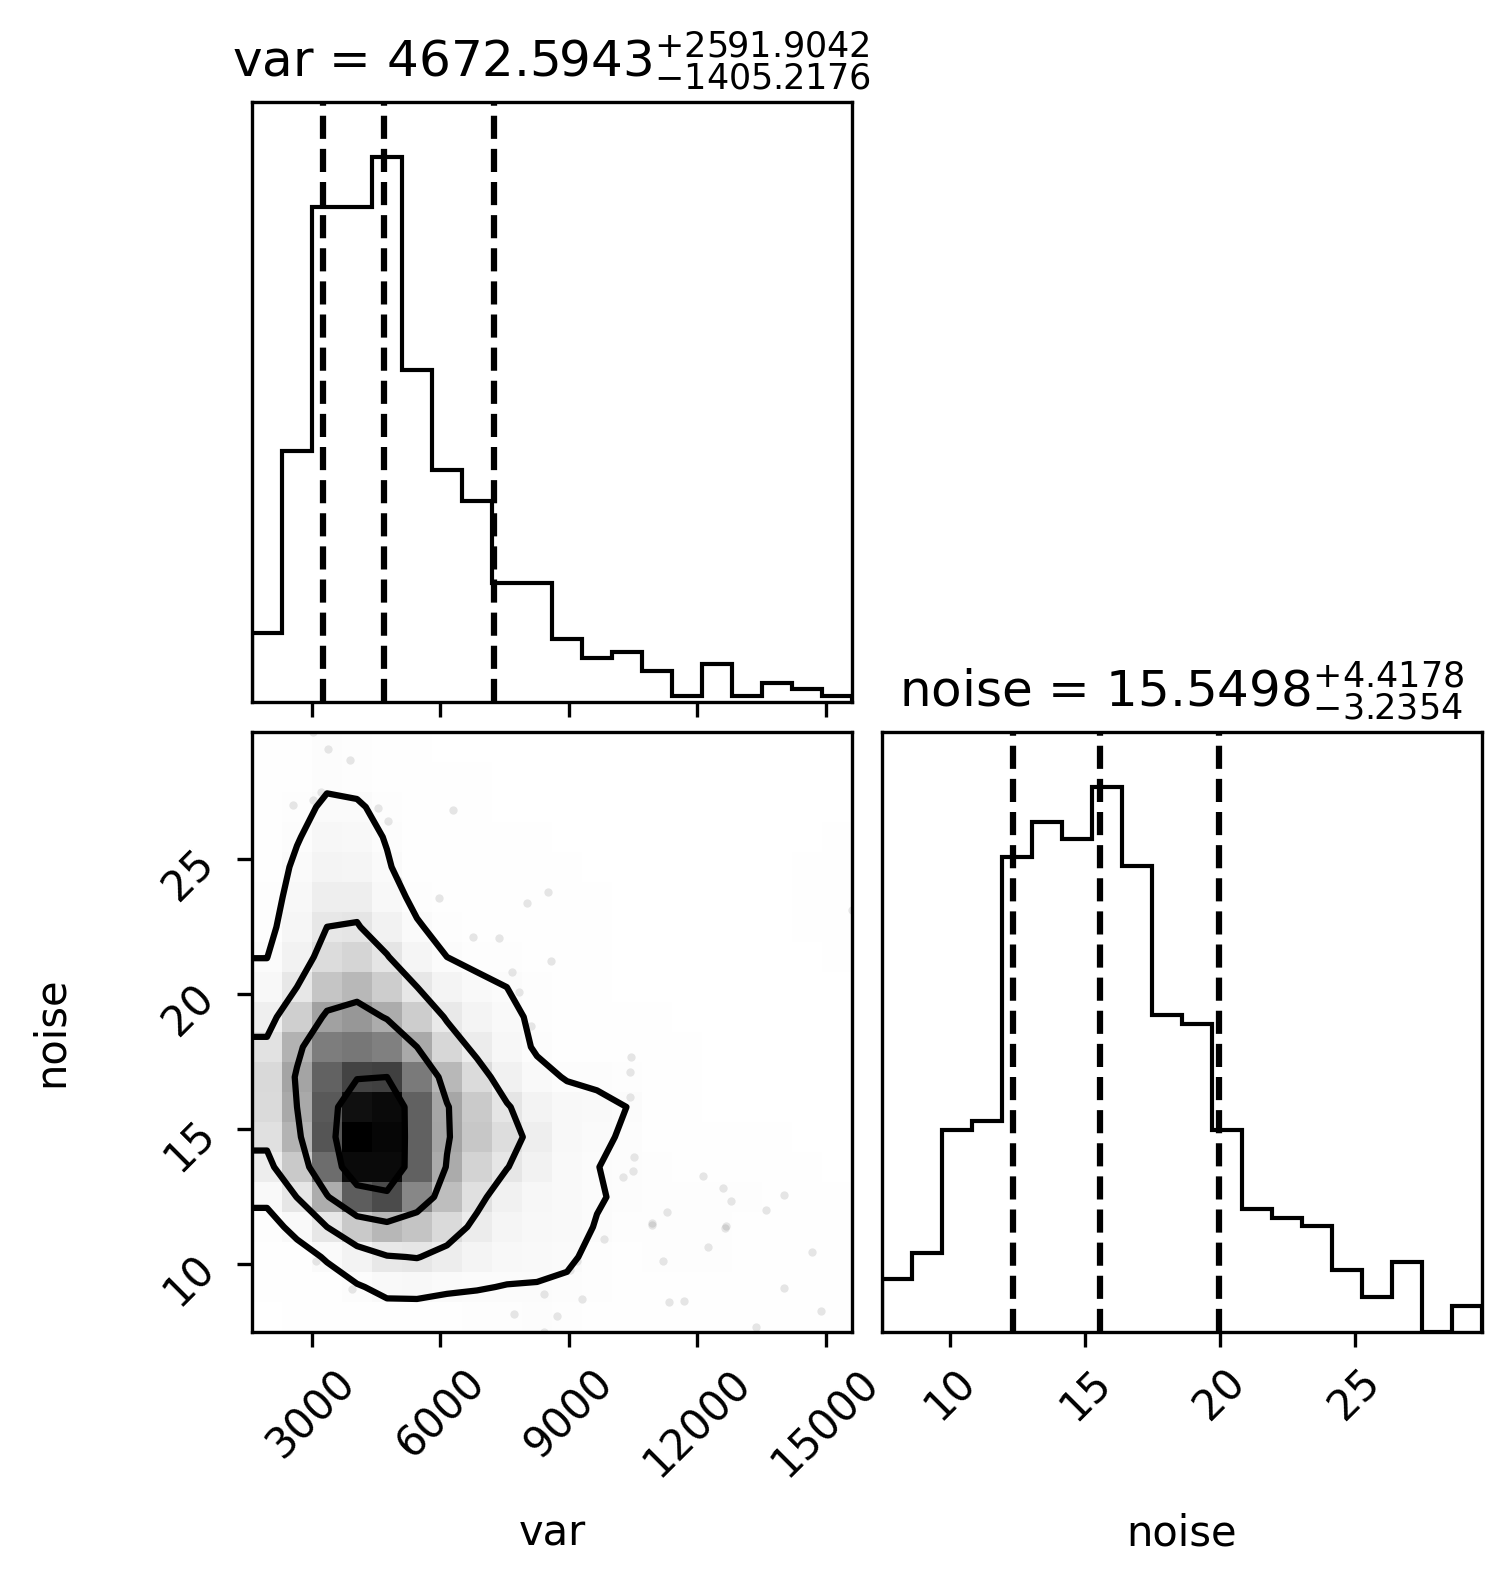 var = 4672.5943+2591.9042−1405.2176
noise = 15.5498+4.4178−3.2354
25
20
15
10
noise
3000 6000 9000 12000 15000
10 15 20 25
var
noise